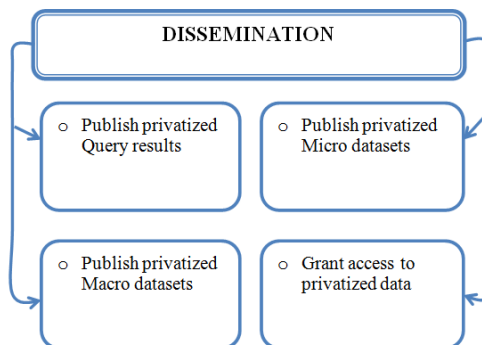 DISSEMINATION
o Publish privatized
Query results
o Publish privatized
Micro datasets
o Publish privatized
Macro datasets
o Grant access to
privatized data